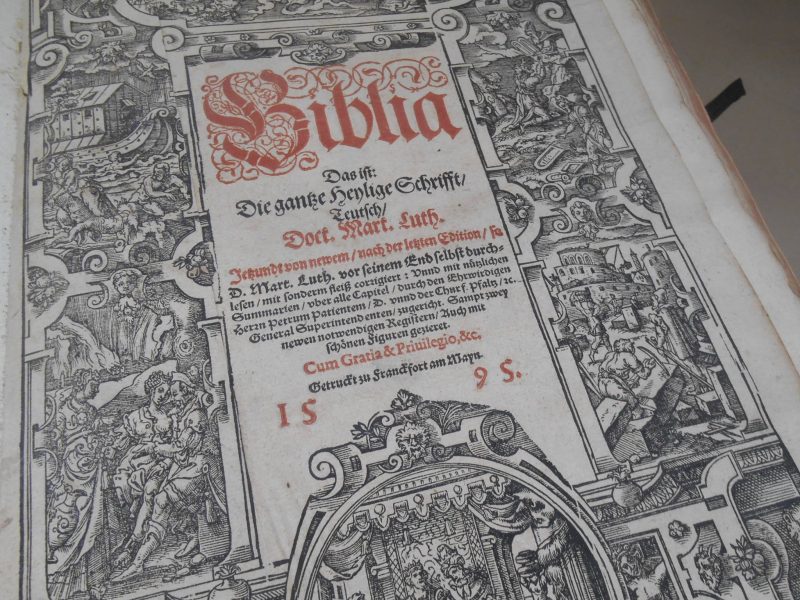 Biblia
Das ist:
Die gantze Heylige Schrifft/
Teutsch/
Doct. Mart. Luth.
Jetzundt von newem/ nach der letzten Edition/ so
D. Mart. Luth. vor seinem End selbst durch-
lesen/ mit sonderm fleiß corrigiert: Vnnd mit nützlichen
Summarien/ vber alle Capitel/ durch den Ehrwirdigen
Herrn Petrum Patientem/ D. vnnd der Churf. Pfaltz/ ꝛc.
General Superintendenten/ zugericht. Sampt zwey
newen notwendigen Registern/ Auch mit
schönen Figuren gezieret.
Cum Gratia & Priuilegio, &c.
Getruckt zu Franckfort am Mayn
15 95.